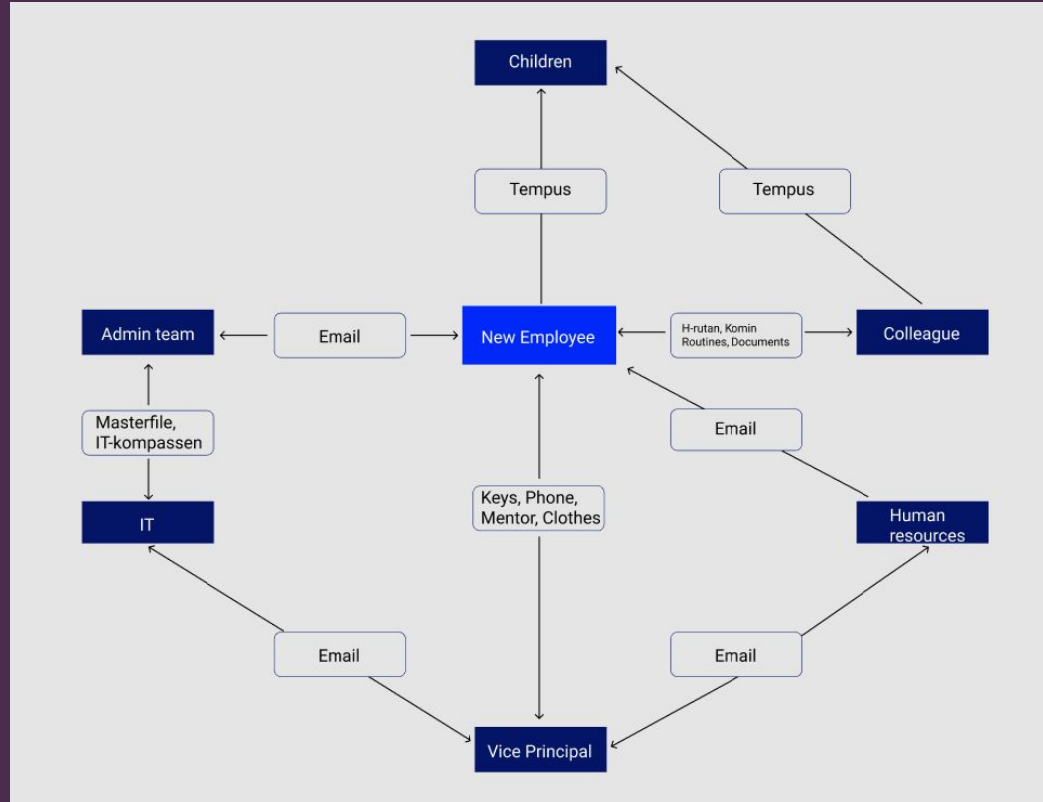 Children
Tempus
Tempus
Admin team
Email
New Employee
H-rutan, Komin
Routines, Documents
Colleague
Masterfile,
IT-kompassen
Email
Keys, Phone,
Mentor, Clothes
IT
Human
resources
Email
Email
Vice Principal